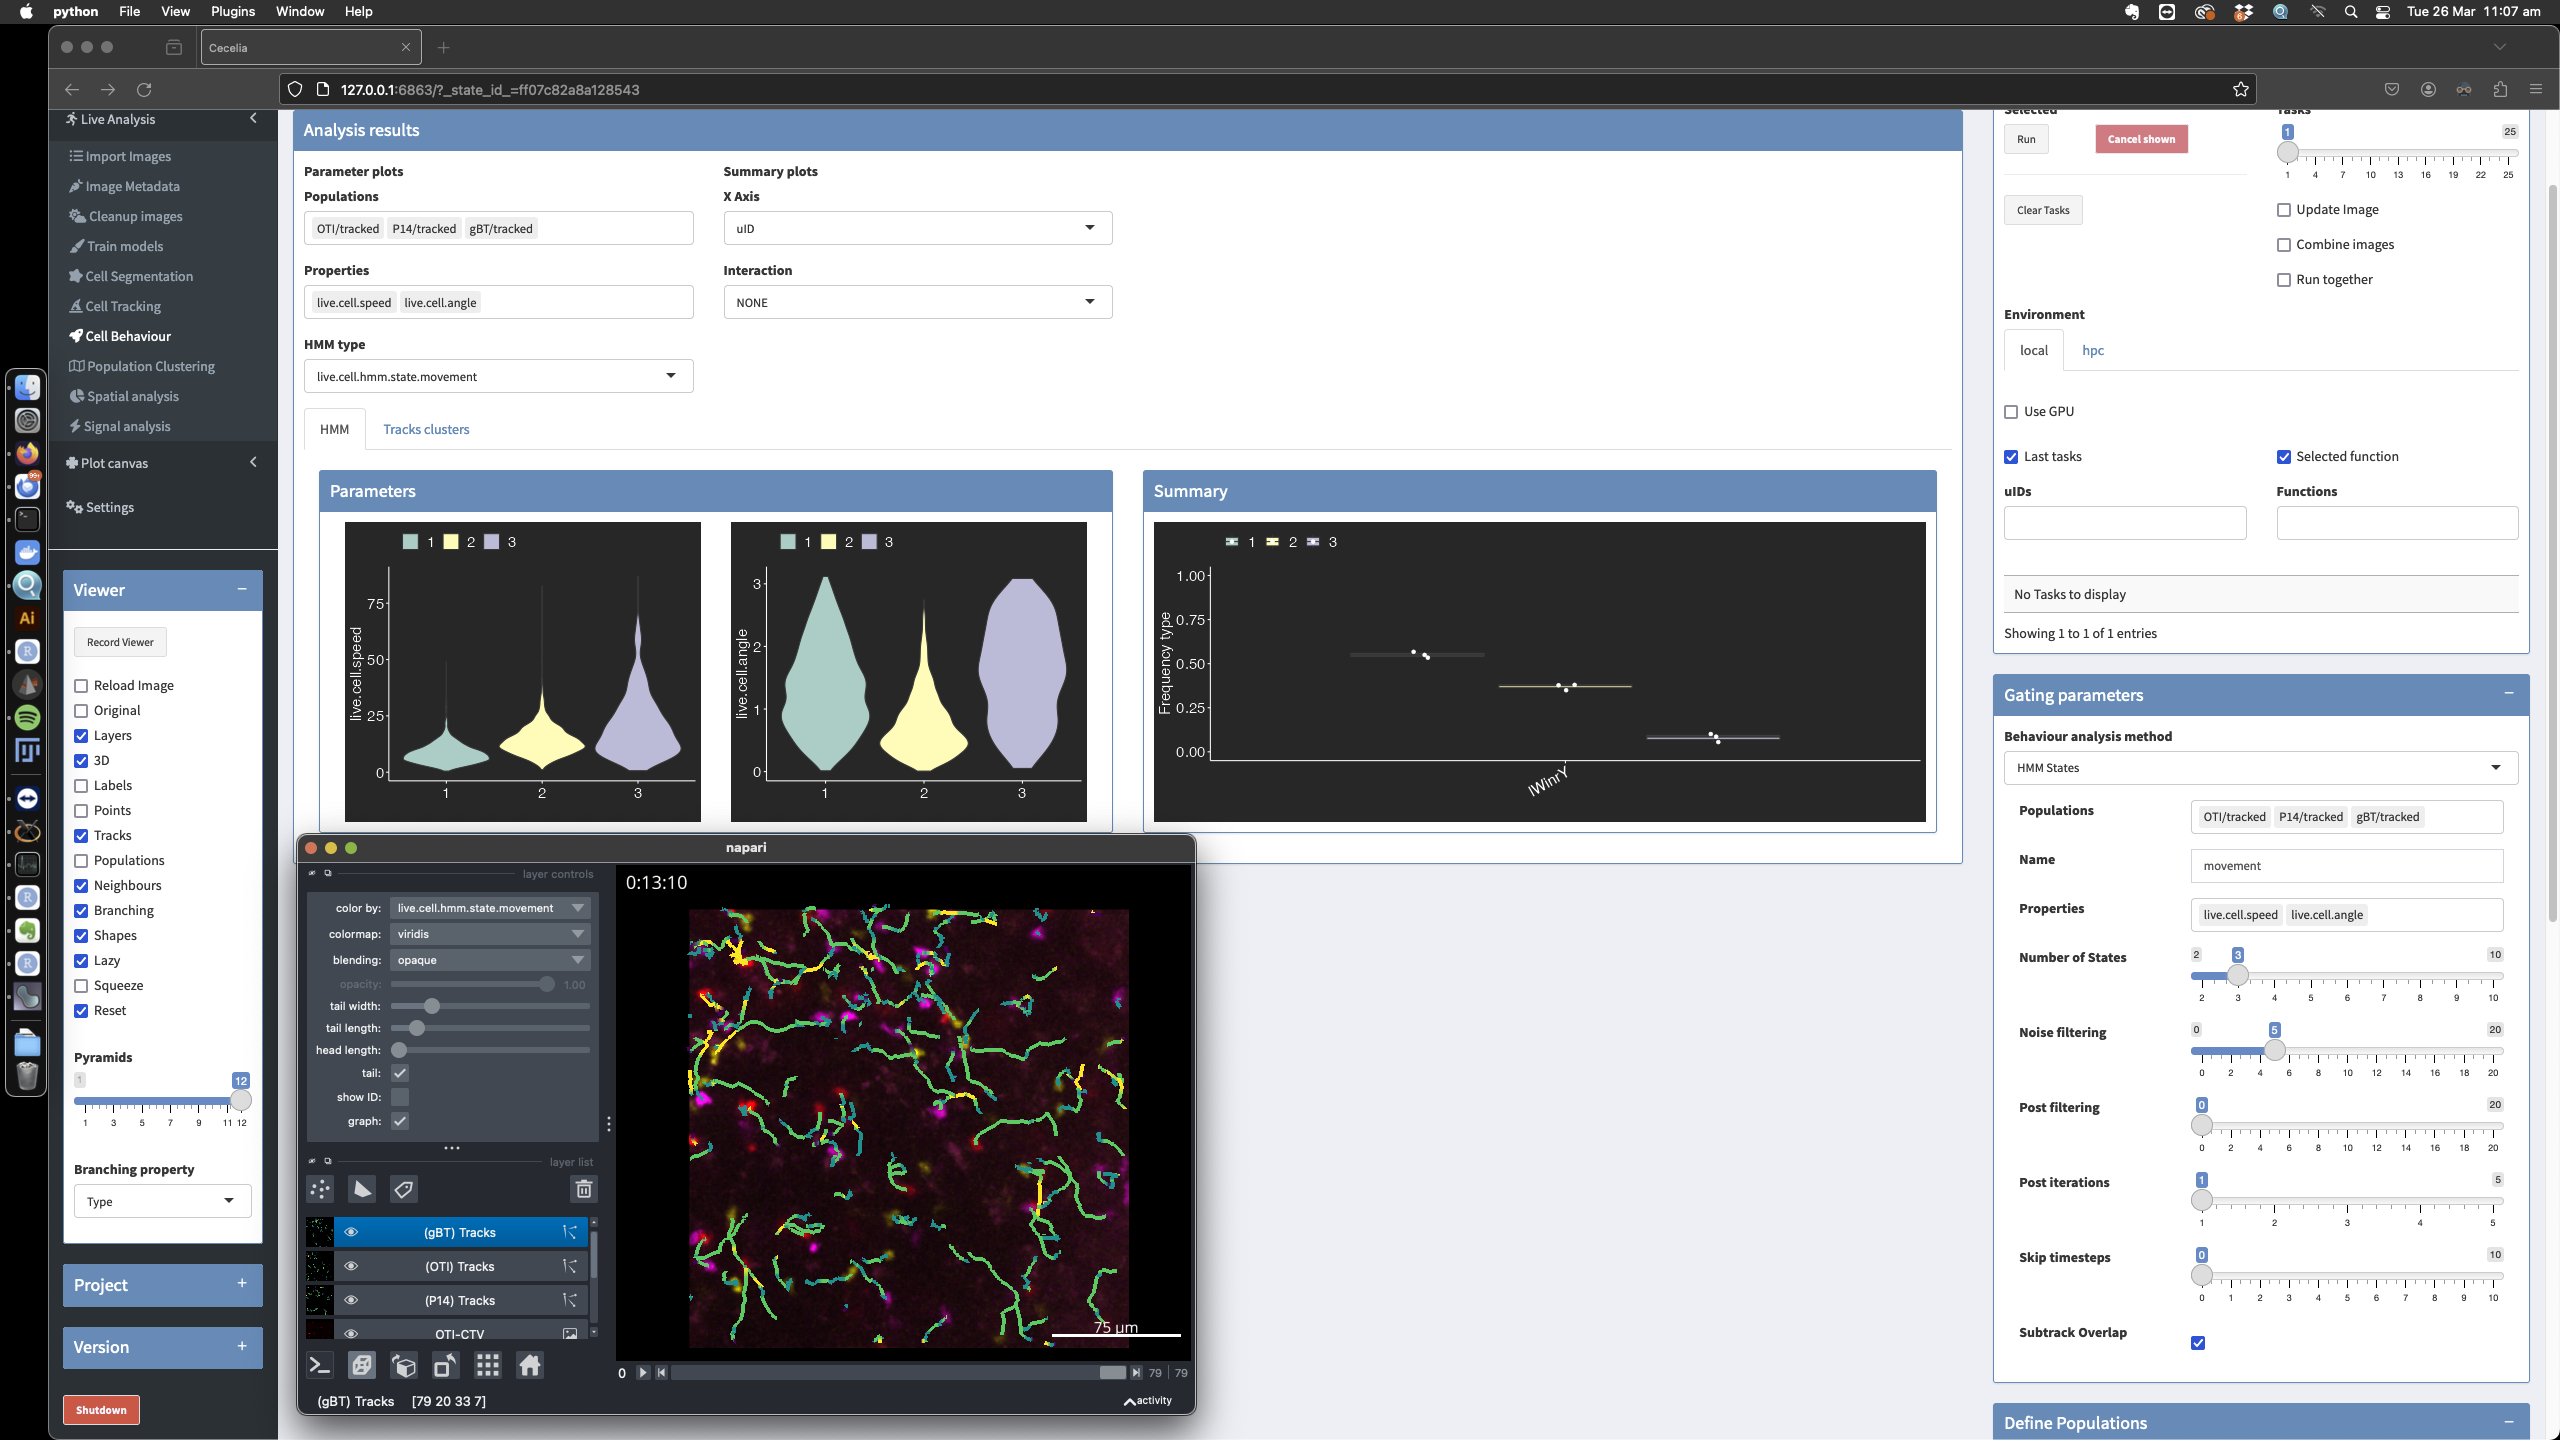 python File View Plugins Window Help
Tue 26 Mar 11:07 am
Cecelia
127.0.0.1:6863/?_state_id_=ff07c82a8a128543
Live Analysis
Import Images
Image Metadata
Cleanup images
Train models
Cell Segmentation
Cell Tracking
Cell Behaviour
Population Clustering
Spatial analysis
Signal analysis
Plot canvas
Settings
Viewer
Record Viewer
Reload Image
Original
Layers
3D
Labels
Points
Tracks
Populations
Neighbours
Branching
Shapes
Lazy
Squeeze
Reset
Pyramids
1 12
1 3 5 7 9 11 12
Branching property
Type
Project
Version
Shutdown
Analysis results
Parameter plots
Populations
OTI/tracked P14/tracked gBT/tracked
Properties
live.cell.speed live.cell.angle
HMM type
live.cell.hmm.state.movement
Summary plots
X Axis
uID
Interaction
NONE
HMM Tracks clusters
Parameters
1 2 3
live.cell.speed
75
50
25
0
1 2 3
1 2 3
live.cell.angle
3
2
1
0
1 2 3
Summary
1 2 3
Frequency type
1.00
0.75
0.50
0.25
0.00
IWinrY
napari
layer controls
color by: live.cell.hmm.state.movement
colormap: viridis
blending: opaque
opacity: 1.00
tail width:
tail length:
head length:
tail:
show ID:
graph:
layer list
(gBT) Tracks
(OTI) Tracks
(P14) Tracks
OTI-CTV
0:13:10
75 µm
0 79 79
(gBT) Tracks [79 20 33 7]
activity
Selected
Run Cancel shown
Clear Tasks
Tasks
1 25
1 4 7 10 13 16 19 22 25
Update Image
Combine images
Run together
Environment
local hpc
Use GPU
Last tasks Selected function
uIDs Functions
No Tasks to display
Showing 1 to 1 of 1 entries
Gating parameters
Behaviour analysis method
HMM States
Populations OTI/tracked P14/tracked gBT/tracked
Name movement
Properties live.cell.speed live.cell.angle
Number of States 2 3 10
2 3 4 5 6 7 8 9 10
Noise filtering 0 5 20
0 2 4 6 8 10 12 14 16 18 20
Post filtering 0 20
0 2 4 6 8 10 12 14 16 18 20
Post iterations 1 5
1 2 3 4 5
Skip timesteps 0 10
0 1 2 3 4 5 6 7 8 9 10
Subtrack Overlap
Define Populations
99+
Ai